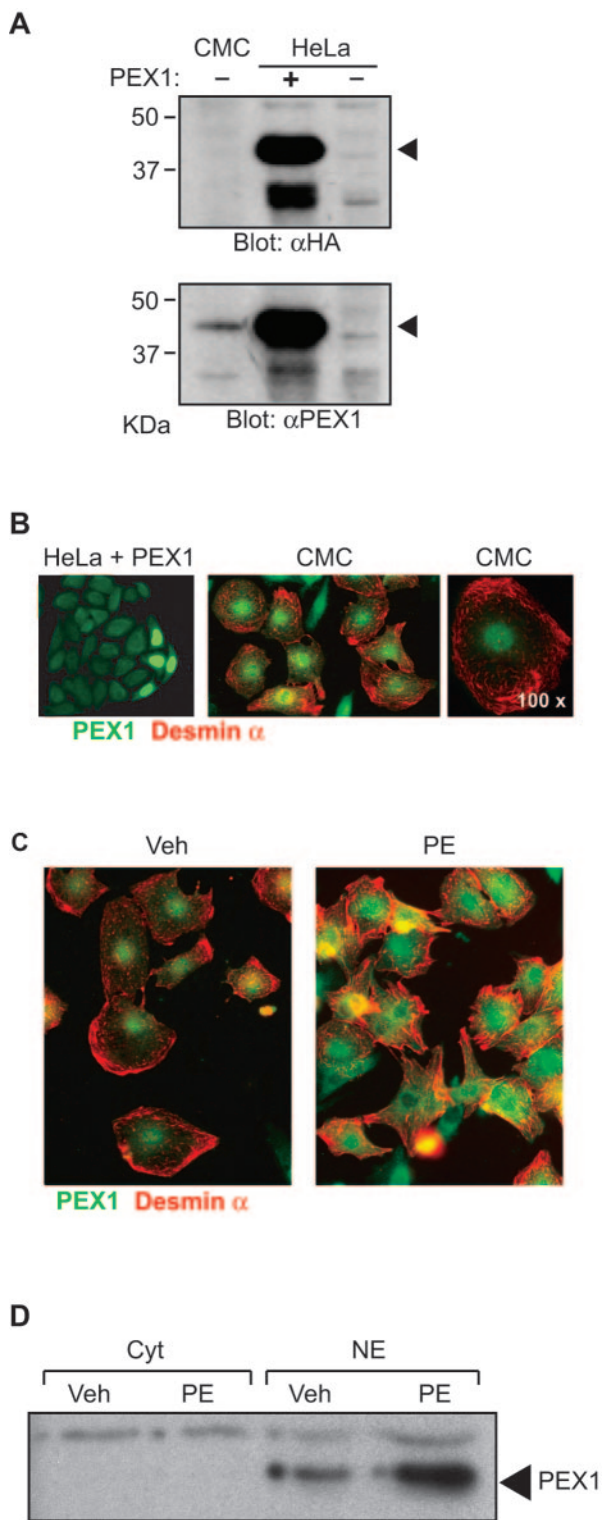 A
CMC HeLa
PEX1: – + –
50
37
Blot: αHA
50
37
KDa
Blot: αPEX1
B
HeLa + PEX1 CMC CMC
100 x
PEX1 Desmin α
C
Veh PE
PEX1 Desmin α
D
Cyt NE
Veh PE Veh PE
PEX1